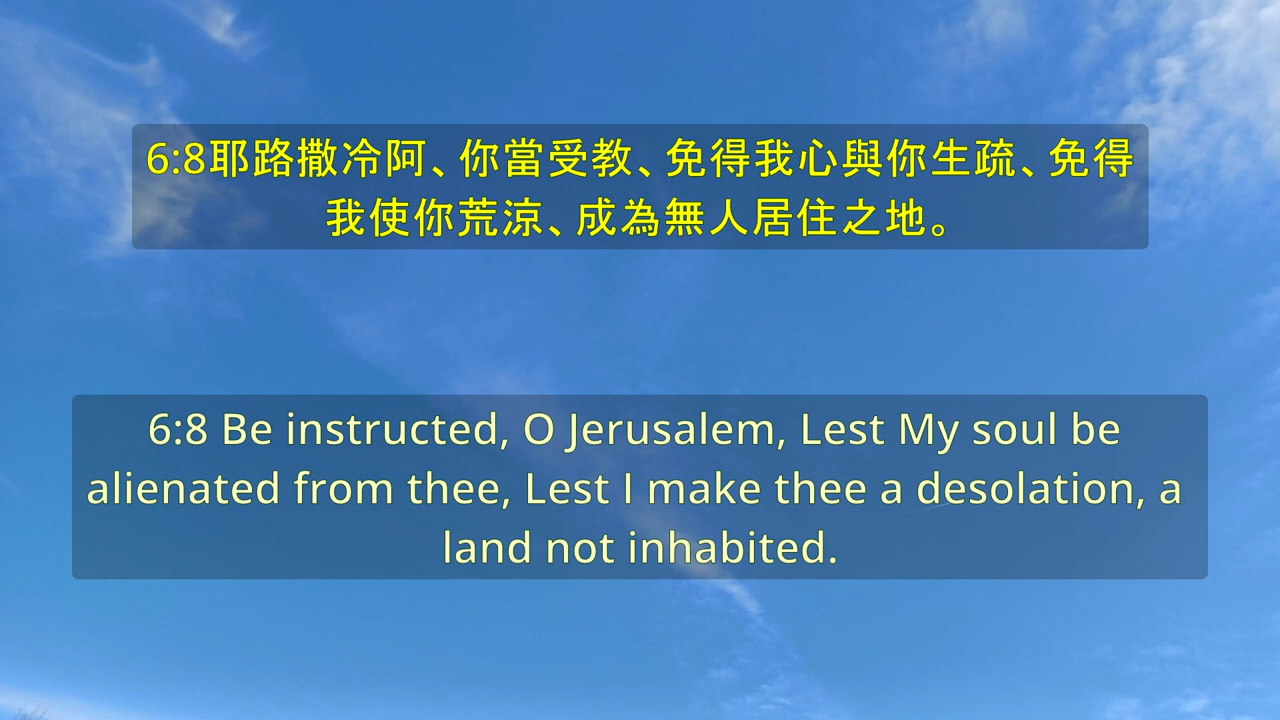 6:8耶路撒冷阿、你當受教、免得我心與你生疏、免得
我使你荒涼、成為無人居住之地。
6:8 Be instructed, O Jerusalem, Lest My soul be
alienated from thee, Lest I make thee a desolation, a
land not inhabited.